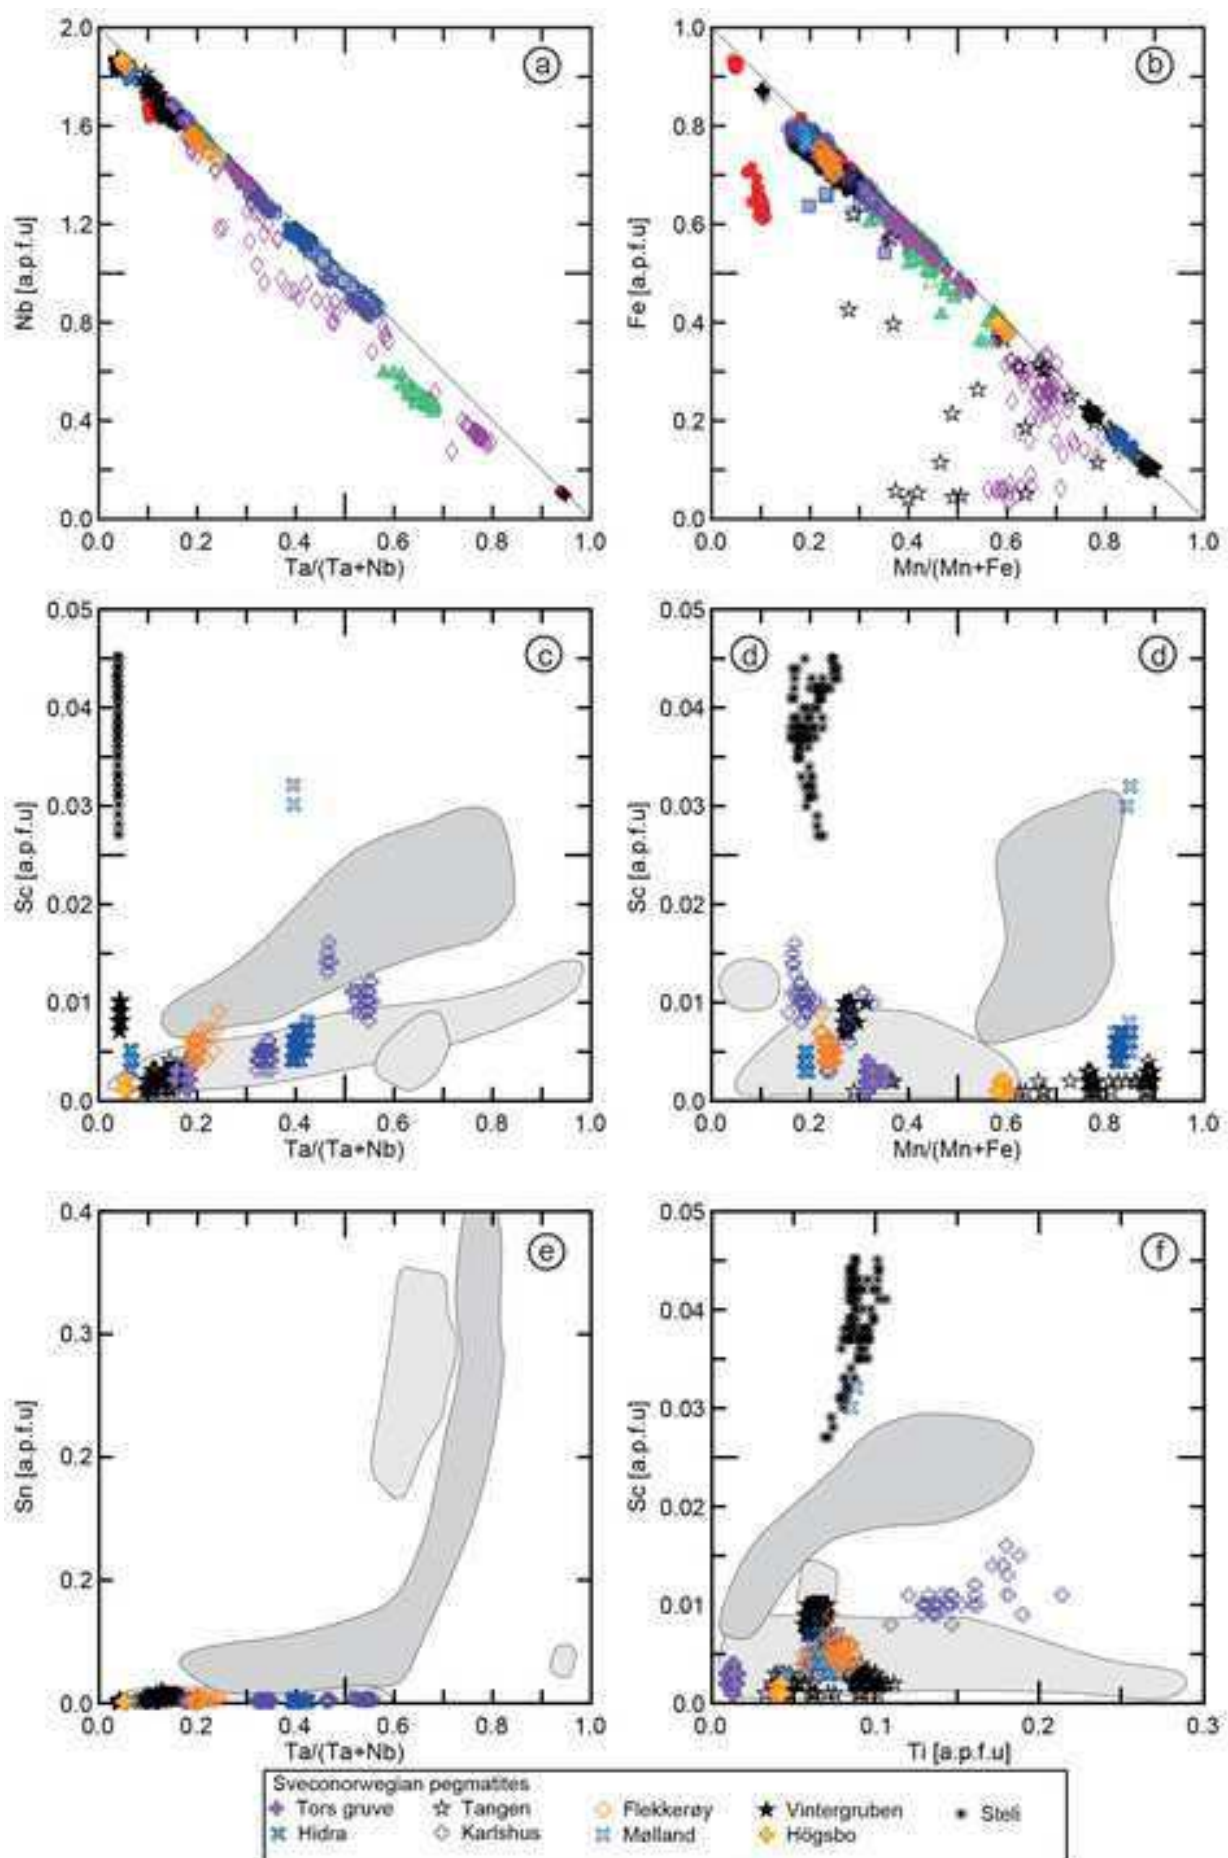 2.0
1.6
1.2
0.8
0.4
0.0
Nb [a.p.f.u]
0.0 0.2 0.4 0.6 0.8 1.0
Ta/(Ta+Nb)
a
1.0
0.8
0.6
0.4
0.2
0.0
Fe [a.p.f.u]
0.0 0.2 0.4 0.6 0.8 1.0
Mn/(Mn+Fe)
b
0.05
0.04
0.03
0.02
0.01
0.0
Sc [a.p.f.u]
0.0 0.2 0.4 0.6 0.8 1.0
Ta/(Ta+Nb)
c
0.05
0.04
0.03
0.02
0.01
0.0
Sc [a.p.f.u]
0.0 0.2 0.4 0.6 0.8 1.0
Mn/(Mn+Fe)
d
d
0.4
0.3
0.2
0.2
0.0
Sn [a.p.f.u]
0.0 0.2 0.4 0.6 0.8 1.0
Ta/(Ta+Nb)
e
0.05
0.04
0.03
0.02
0.01
0.00
Sc [a.p.f.u]
0.0 0.1 0.2 0.3
Ti [a.p.f.u]
f
Sveconorwegian pegmatites
Tors gruve Tangen Flekkerøy Vintergruben Steli
Hidra Karlshus Mølland Högsbo